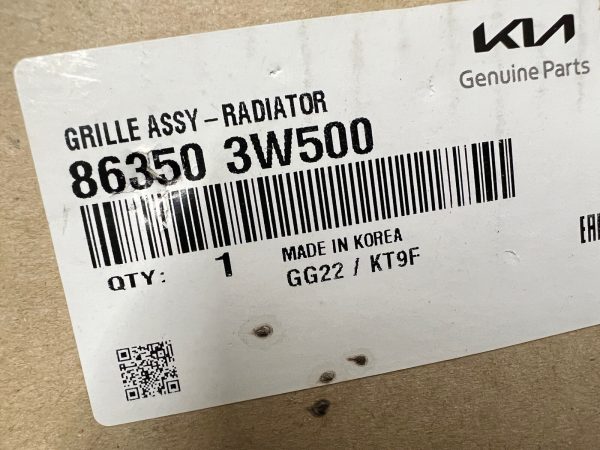 KIA
Genuine Parts
GRILLE ASSY-RADIATOR
86350 3W500
QTY: 1
MADE IN KOREA
GG22 / KT9F